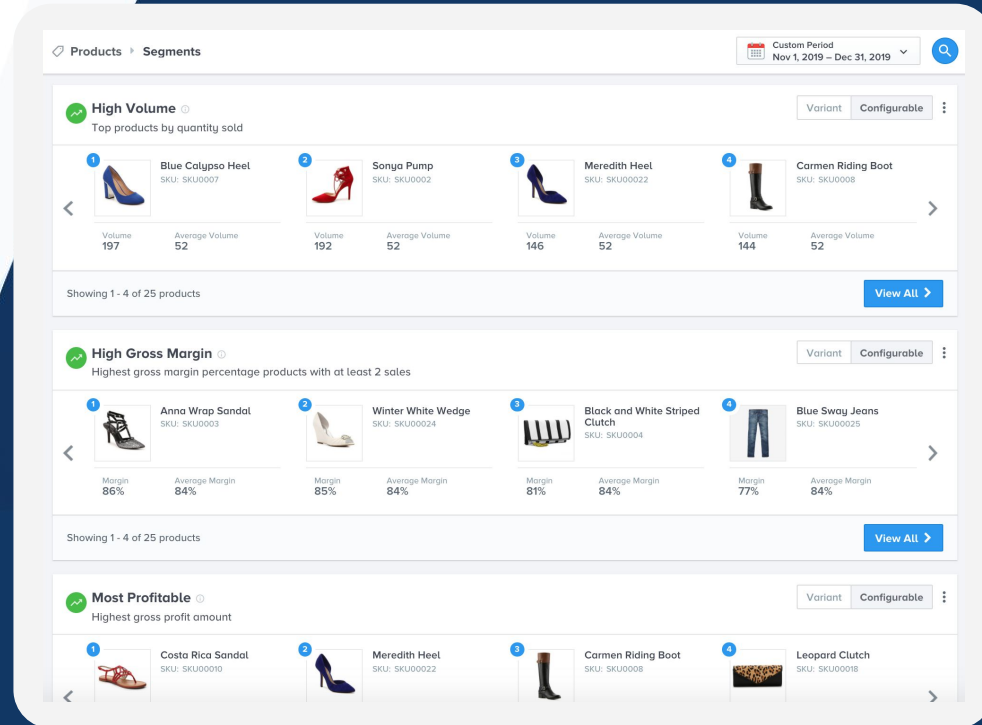 Products Segments
Custom Period
Nov 1, 2019 – Dec 31, 2019
High Volume
Top products by quantity sold
Variant Configurable
1 Blue Calypso Heel
SKU: SKU0007
Volume Average Volume
197 52
2 Sonya Pump
SKU: SKU0002
Volume Average Volume
192 52
3 Meredith Heel
SKU: SKU00022
Volume Average Volume
146 52
4 Carmen Riding Boot
SKU: SKU0008
Volume Average Volume
144 52
Showing 1 - 4 of 25 products
View All
High Gross Margin
Highest gross margin percentage products with at least 2 sales
Variant Configurable
1 Anna Wrap Sandal
SKU: SKU0003
Margin Average Margin
86% 84%
2 Winter White Wedge
SKU: SKU00024
Margin Average Margin
85% 84%
3 Black and White Striped
Clutch
SKU: SKU0004
Margin Average Margin
81% 84%
4 Blue Sway Jeans
SKU: SKU00025
Margin Average Margin
77% 84%
Showing 1 - 4 of 25 products
View All
Most Profitable
Highest gross profit amount
Variant Configurable
1 Costa Rica Sandal
SKU: SKU00010
2 Meredith Heel
SKU: SKU00022
3 Carmen Riding Boot
SKU: SKU0008
4 Leopard Clutch
SKU: SKU00018